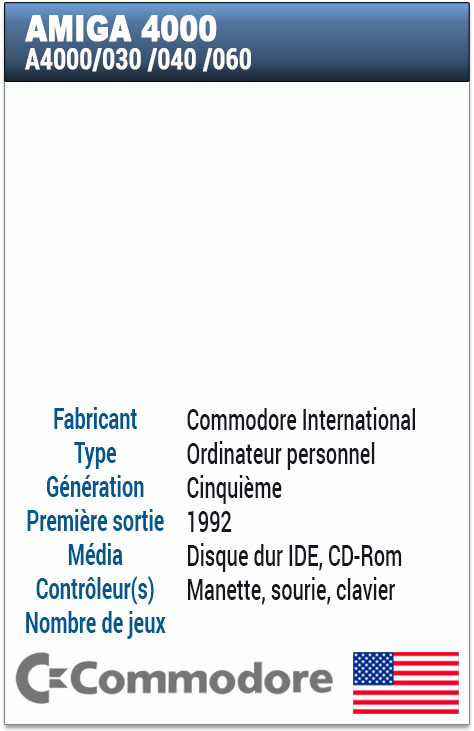 AMIGA 4000
A4000/030 /040 /060
Fabricant Commodore International
Type Ordinateur personnel
Génération Cinquième
Première sortie 1992
Média Disque dur IDE, CD-Rom
Contrôleur(s) Manette, sourie, clavier
Nombre de jeux
Commodore